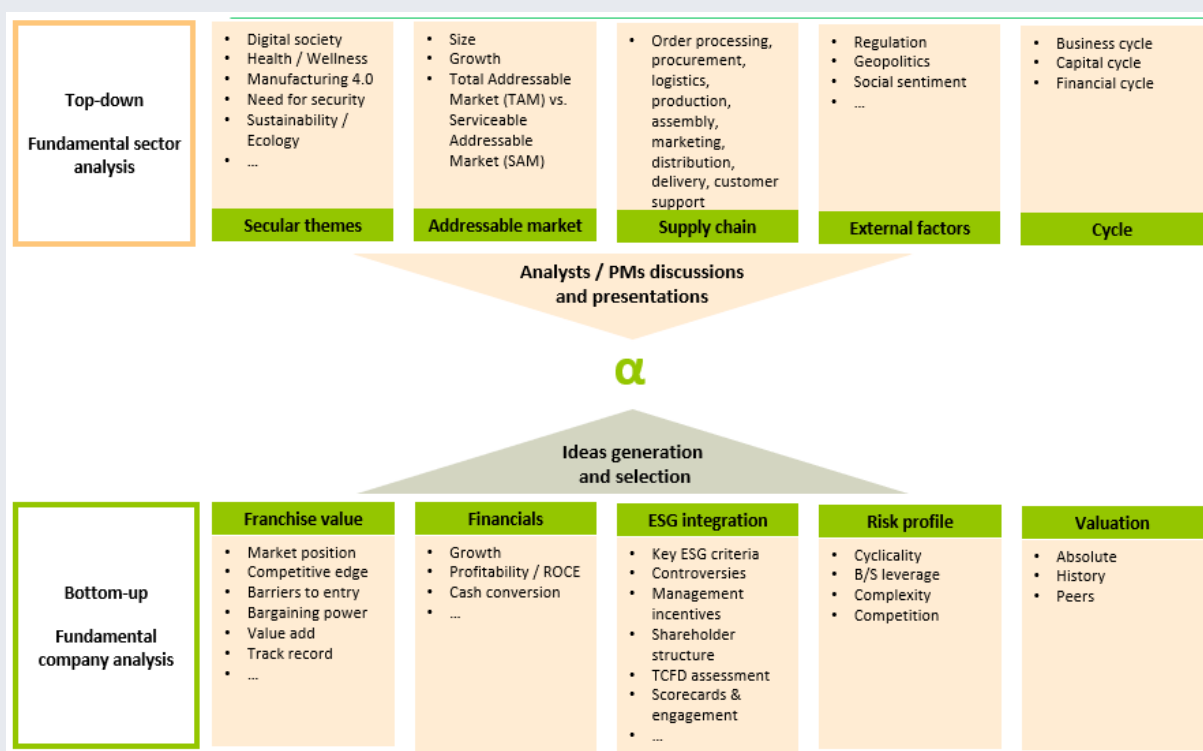 Top-down
Fundamental sector
analysis
• Digital society
• Health / Wellness
• Manufacturing 4.0
• Need for security
• Sustainability /
Ecology
• ...
Secular themes
• Size
• Growth
• Total Addressable
Market (TAM) vs.
Serviceable
Addressable
Market (SAM)
Addressable market
• Order processing,
procurement,
logistics,
production,
assembly,
marketing,
distribution,
delivery, customer
support
Supply chain
• Regulation
• Geopolitics
• Social sentiment
• ...
External factors
• Business cycle
• Capital cycle
• Financial cycle
Cycle
Analysts / PMs discussions
and presentations
α
Ideas generation
and selection
Bottom-up
Fundamental
company analysis
Franchise value
• Market position
• Competitive edge
• Barriers to entry
• Bargaining power
• Value add
• Track record
• ...
Financials
• Growth
• Profitability / ROCE
• Cash conversion
• ...
ESG integration
• Key ESG criteria
• Controversies
• Management
incentives
• Shareholder
structure
• TCFD assessment
• Scorecards &
engagement
• ...
Risk profile
• Cyclicality
• B/S leverage
• Complexity
• Competition
Valuation
• Absolute
• History
• Peers